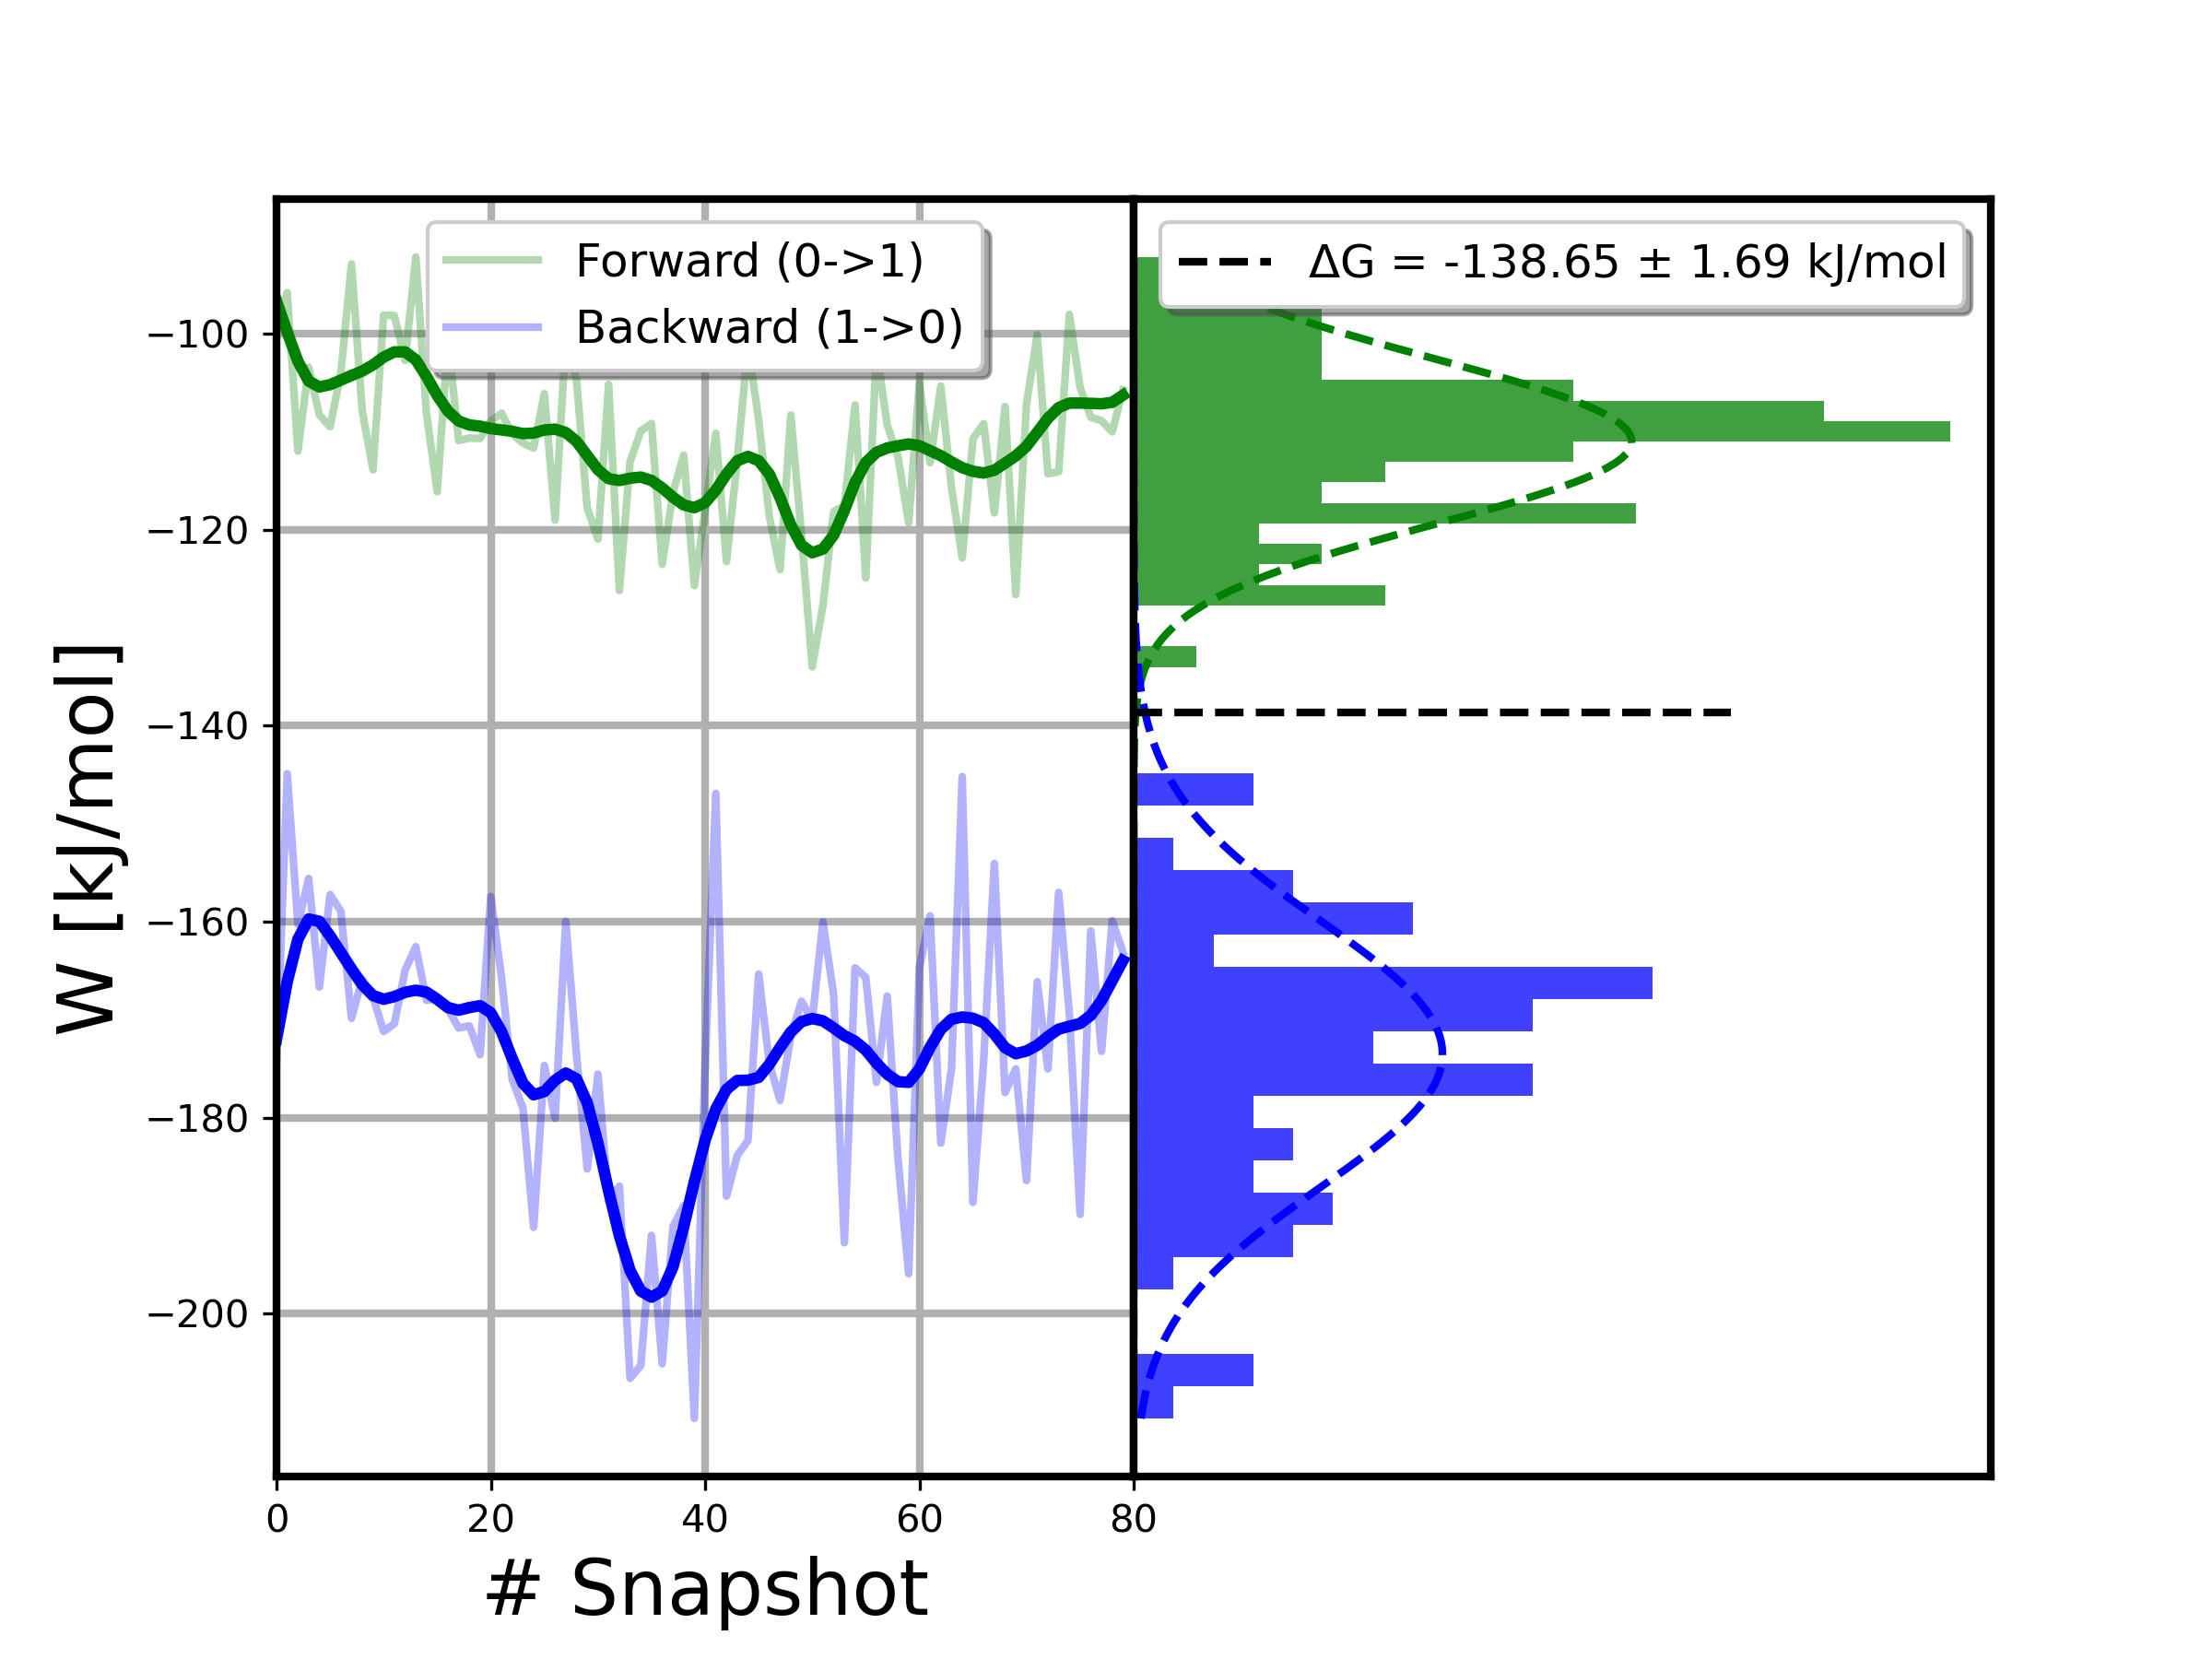 Forward (0->1)
Backward (1->0)
ΔG = -138.65 ± 1.69 kJ/mol
W [kJ/mol]
−100
−120
−140
−160
−180
−200
0 20 40 60 80
# Snapshot